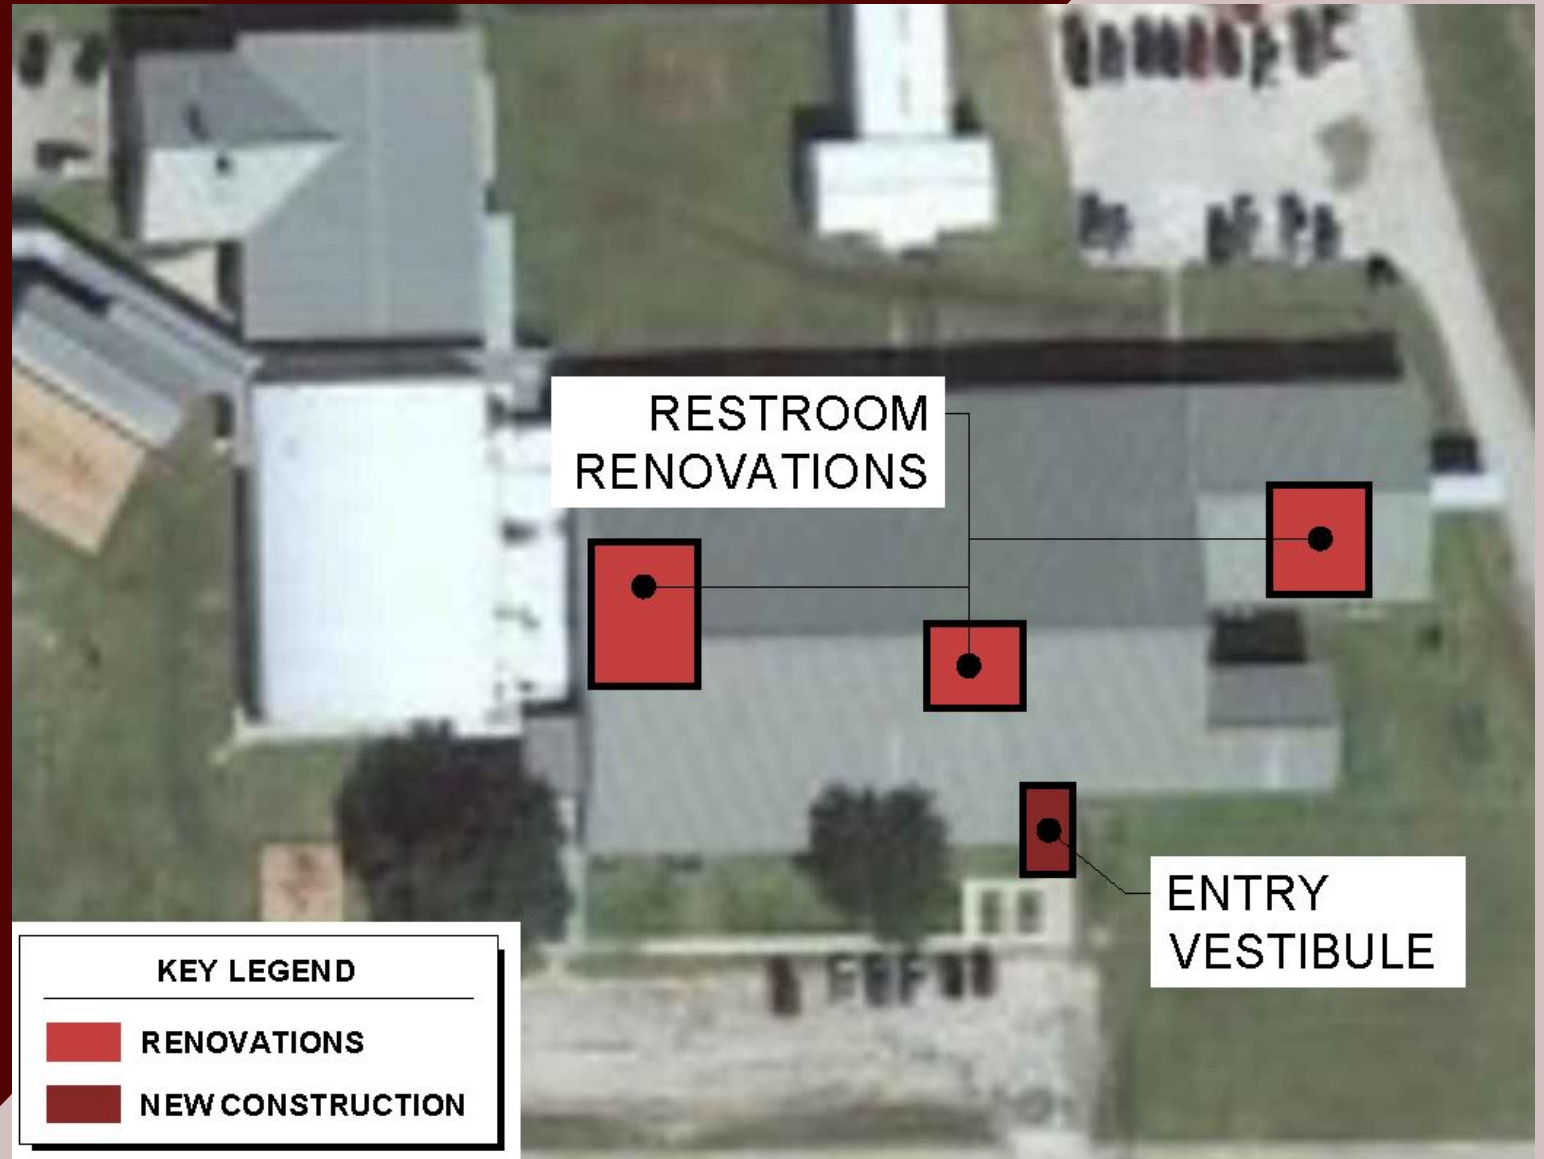 RESTROOM
RENOVATIONS
ENTRY
VESTIBULE
KEY LEGEND
RENOVATIONS
NEW CONSTRUCTION